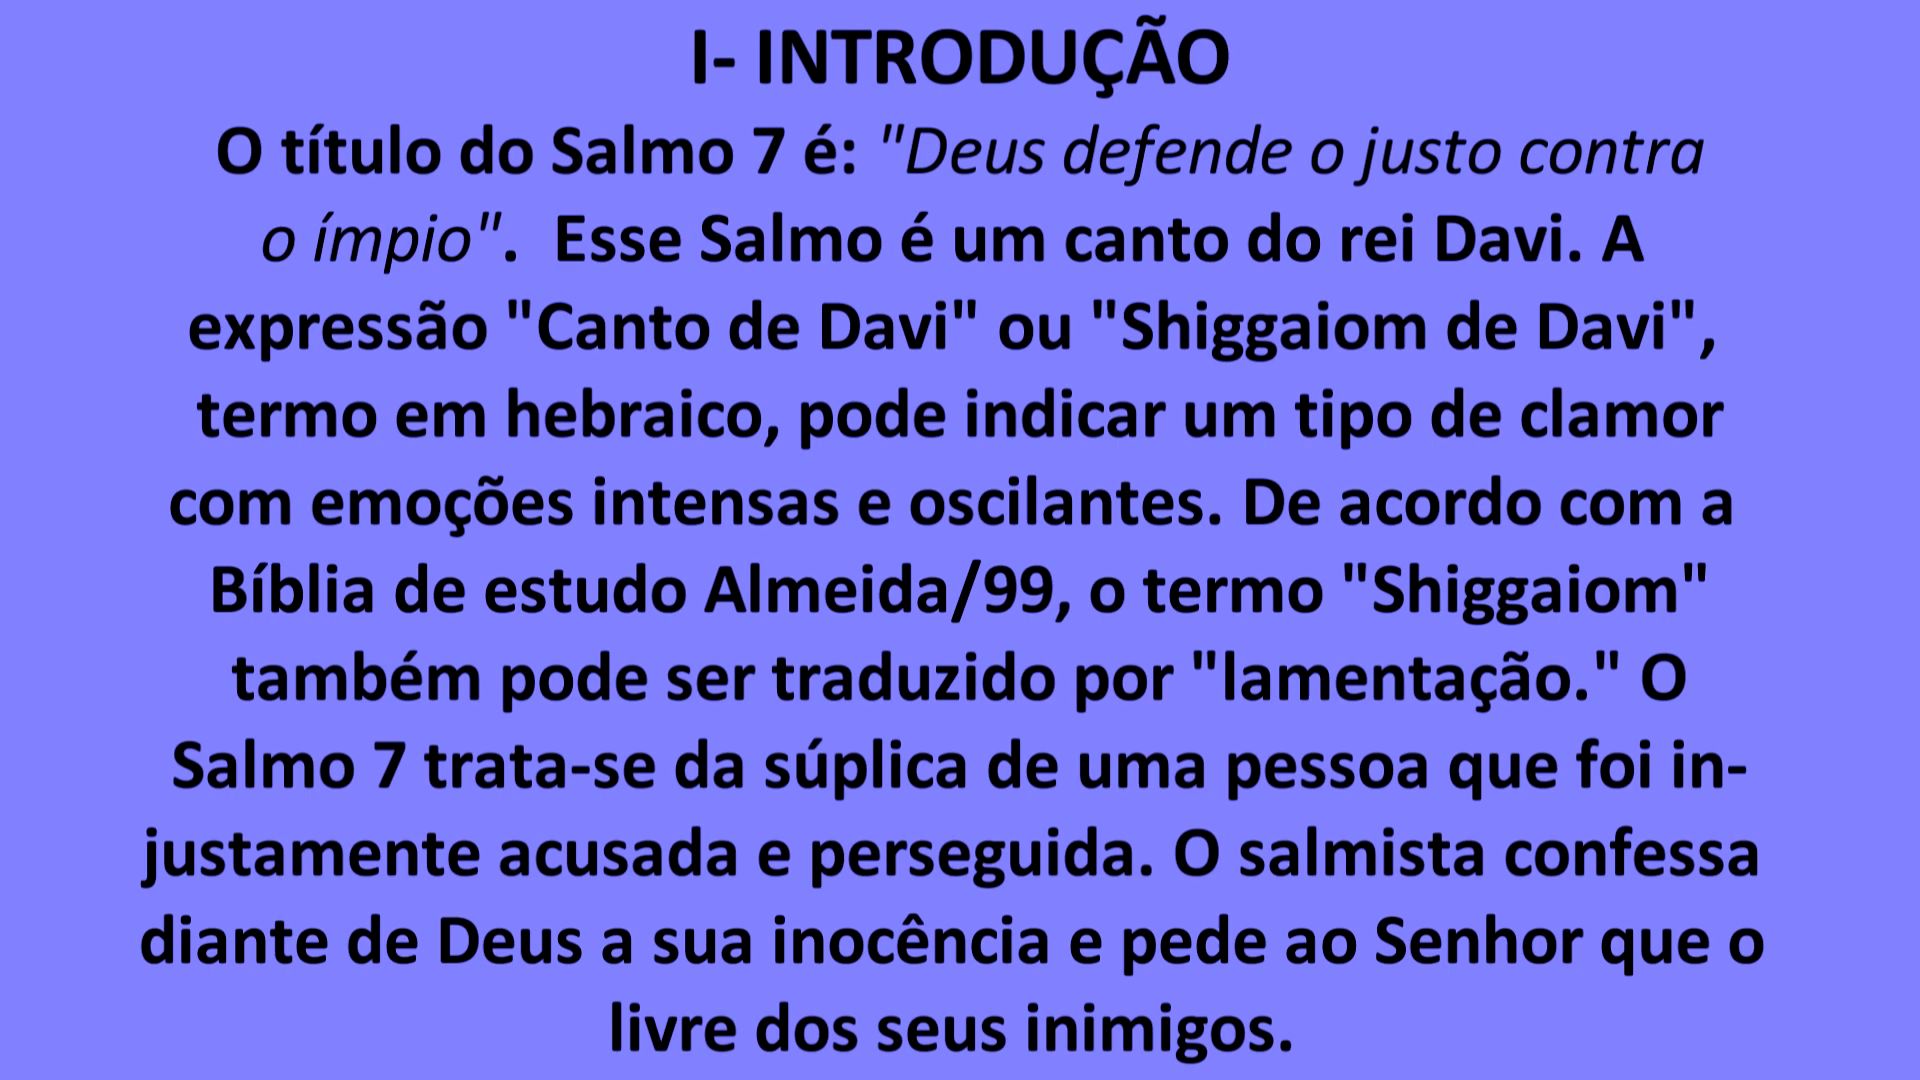 I- INTRODUÇÃO
O título do Salmo 7 é: "Deus defende o justo contra
o ímpio".  Esse Salmo é um canto do rei Davi. A
expressão "Canto de Davi" ou "Shiggaiom de Davi",
termo em hebraico, pode indicar um tipo de clamor
com emoções intensas e oscilantes. De acordo com a
Bíblia de estudo Almeida/99, o termo "Shiggaiom"
também pode ser traduzido por "lamentação." O
Salmo 7 trata-se da súplica de uma pessoa que foi in-
justamente acusada e perseguida. O salmista confessa
diante de Deus a sua inocência e pede ao Senhor que o
livre dos seus inimigos.